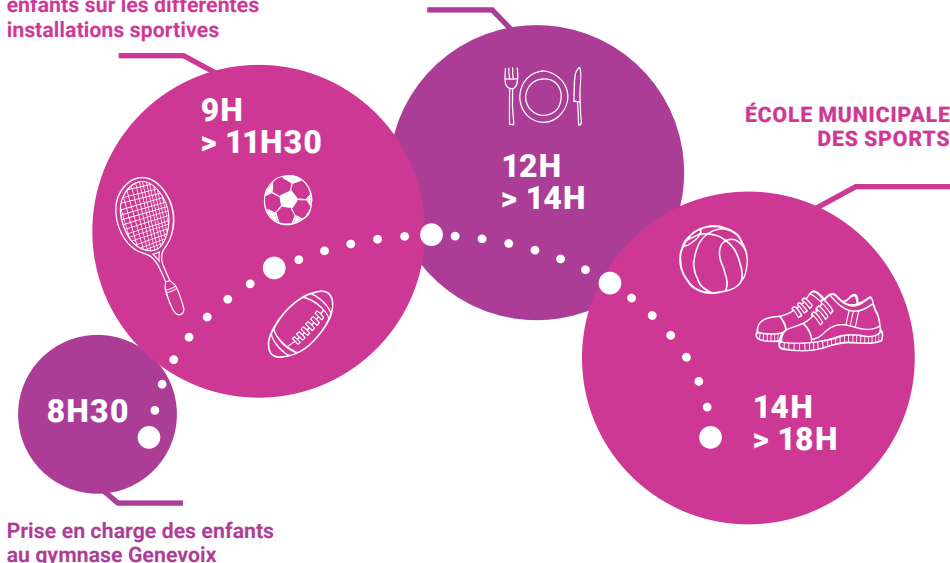 enfants sur les différentes
installations sportives
9H
> 11H30
12H
> 14H
ÉCOLE MUNICIPALE
DES SPORTS
8H30
14H
> 18H
Prise en charge des enfants
au gymnase Genevoix